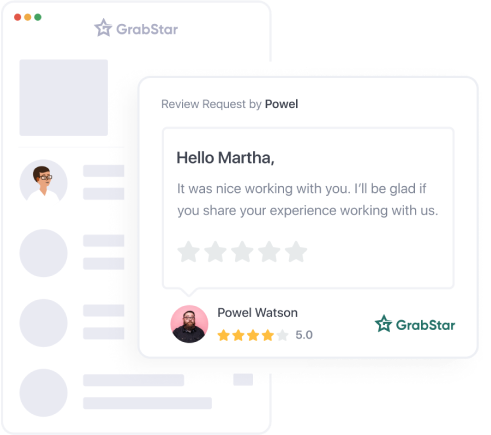 GrabStar
Review Request by Powel
Hello Martha,
It was nice working with you. I'll be glad if
you share your experience working with us.
Powel Watson
5.0
GrabStar